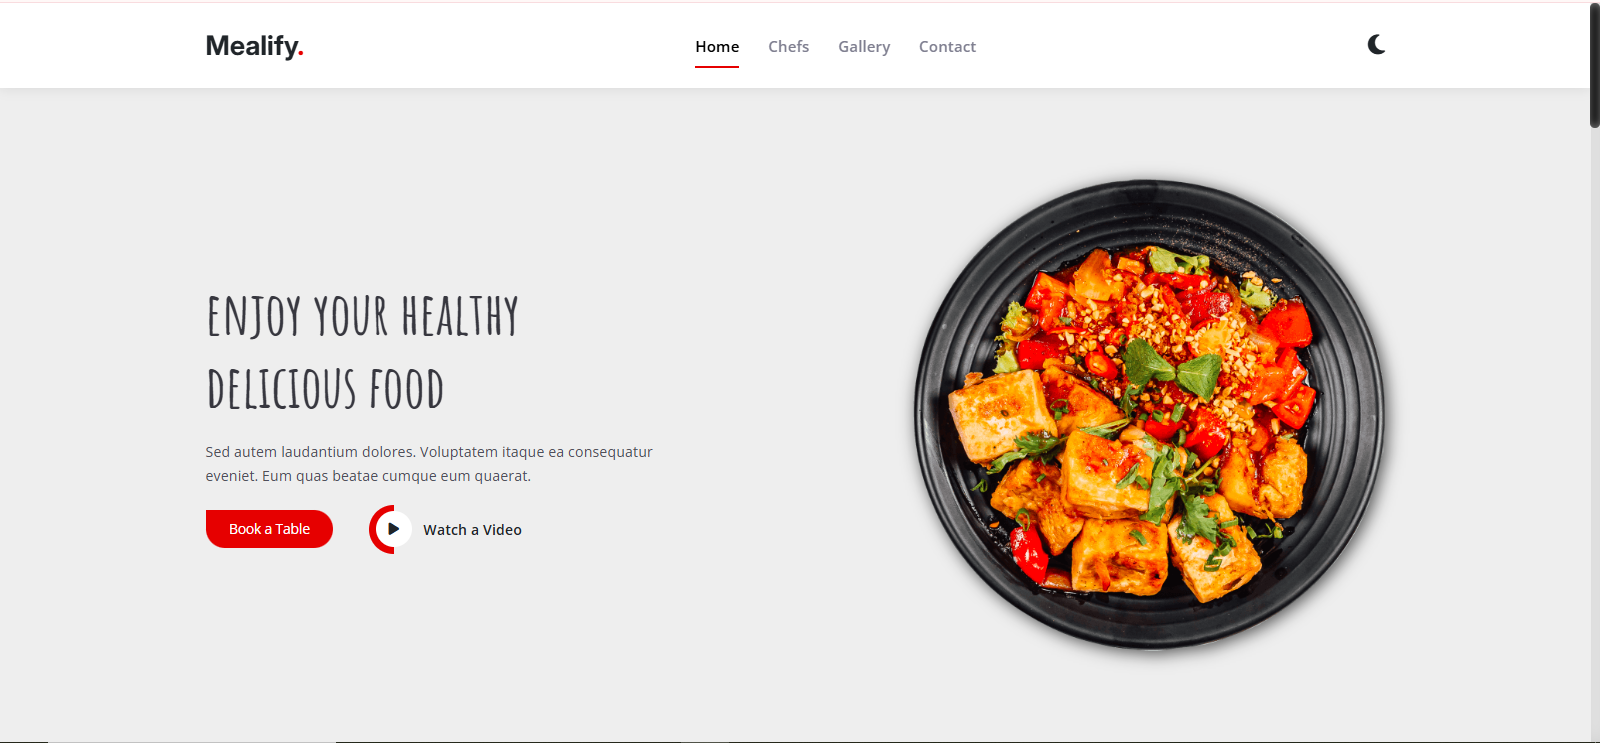 Mealify.
Home Chefs Gallery Contact
ENJOY YOUR HEALTHY
DELICIOUS FOOD
Sed autem laudantium dolores. Voluptatem itaque ea consequatur
eveniet. Eum quas beatae cumque eum quaerat.
Book a Table Watch a Video